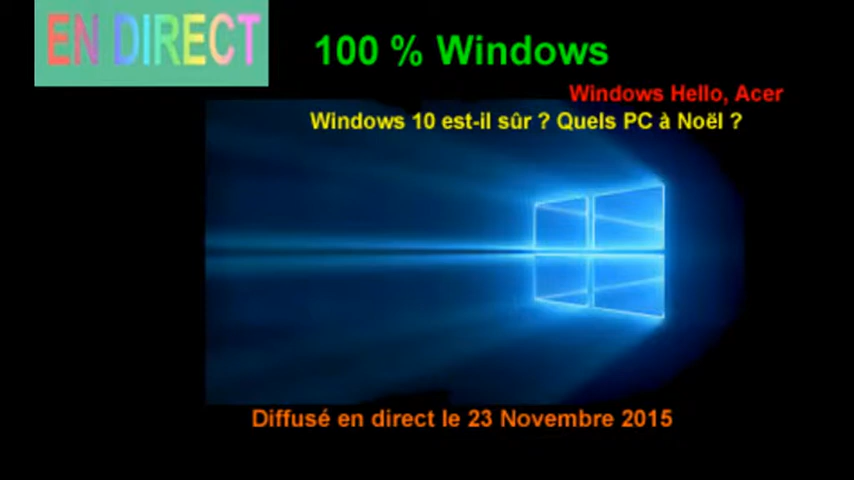 EN DIRECT
100 % Windows
Windows Hello, Acer
Windows 10 est-il sûr ? Quels PC à Noël ?
Diffusé en direct le 23 Novembre 2015